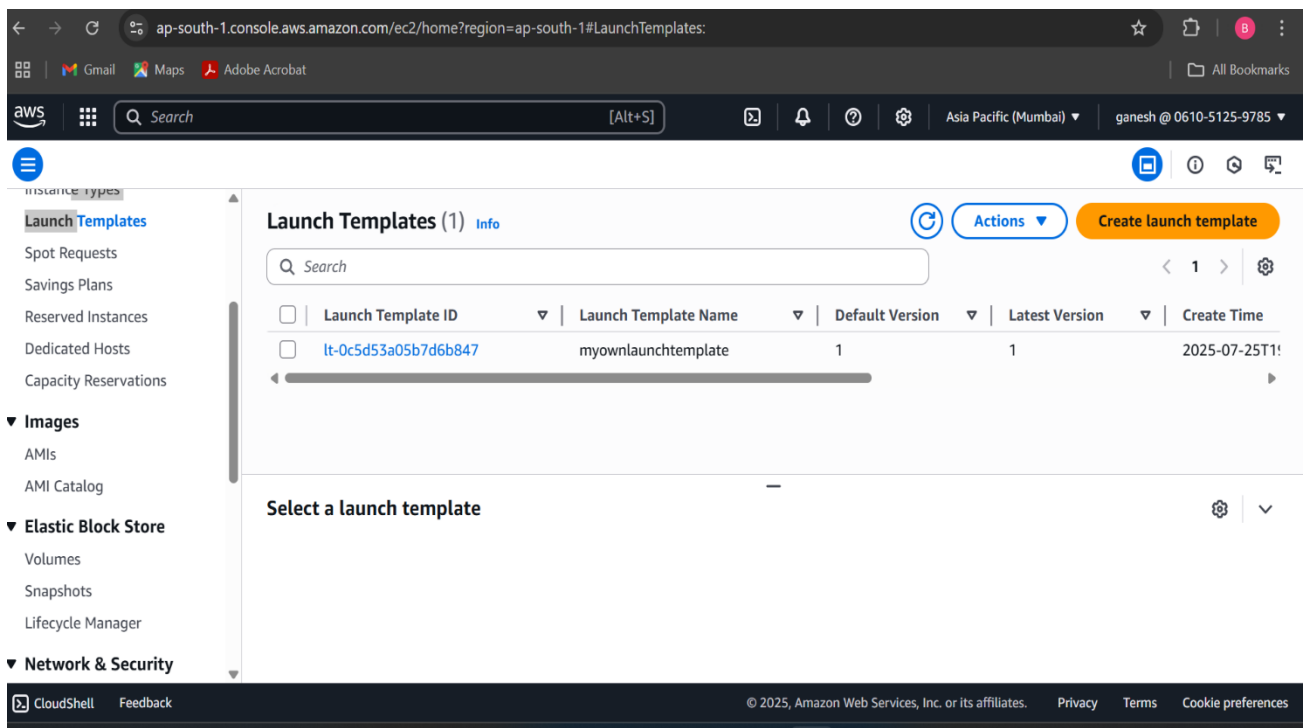 ap-south-1.console.aws.amazon.com/ec2/home?region=ap-south-1#LaunchTemplates:
B
Gmail Maps Adobe Acrobat
All Bookmarks
aws
Search [Alt+S]
Asia Pacific (Mumbai) ▼
ganesh @ 0610-5125-9785 ▼
Instance Types
Launch Templates
Spot Requests
Savings Plans
Reserved Instances
Dedicated Hosts
Capacity Reservations
▼ Images
AMIs
AMI Catalog
▼ Elastic Block Store
Volumes
Snapshots
Lifecycle Manager
▼ Network & Security
Launch Templates (1) Info
Actions ▼
Create launch template
Search
1
Launch Template ID Launch Template Name Default Version Latest Version Create Time
lt-0c5d53a05b7d6b847 myownlaunchtemplate 1 1 2025-07-25T1
Select a launch template
CloudShell Feedback
© 2025, Amazon Web Services, Inc. or its affiliates. Privacy Terms Cookie preferences